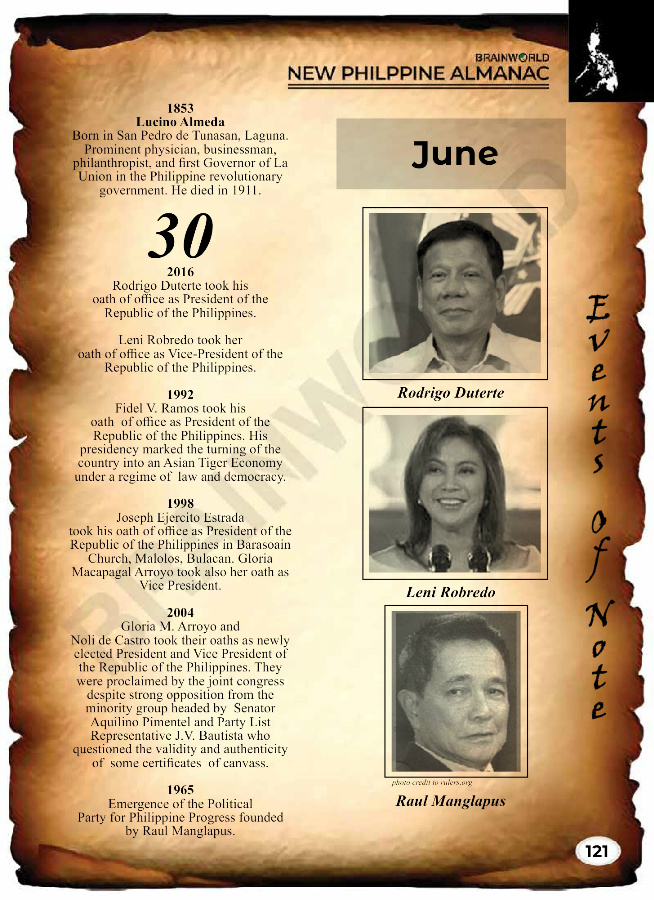 BRAINWORLD
NEW PHILPPINE ALMANAC
1853
Lucino Almeda
Born in San Pedro de Tunasan, Laguna.
Prominent physician, businessman,
philanthropist, and first Governor of La
Union in the Philippine revolutionary
government. He died in 1911.
30
2016
Rodrigo Duterte took his
oath of office as President of the
Republic of the Philippines.
Leni Robredo took her
oath of office as Vice-President of the
Republic of the Philippines.
1992
Fidel V. Ramos took his
oath of office as President of the
Republic of the Philippines. His
presidency marked the turning of the
country into an Asian Tiger Economy
under a regime of law and democracy.
1998
Joseph Ejercito Estrada
took his oath of office as President of the
Republic of the Philippines in Barasoain
Church, Malolos, Bulacan. Gloria
Macapagal Arroyo took also her oath as
Vice President.
2004
Gloria M. Arroyo and
Noli de Castro took their oaths as newly
elected President and Vice President of
the Republic of the Philippines. They
were proclaimed by the joint congress
despite strong opposition from the
minority group headed by Senator
Aquilino Pimentel and Party List
Representative J.V. Bautista who
questioned the validity and authenticity
of some certificates of canvass.
1965
Emergence of the Political
Party for Philippine Progress founded
by Raul Manglapus.
June
Rodrigo Duterte
Leni Robredo
photo credit to rulers.org
Raul Manglapus
Events of Note
121
BRAINWORLD